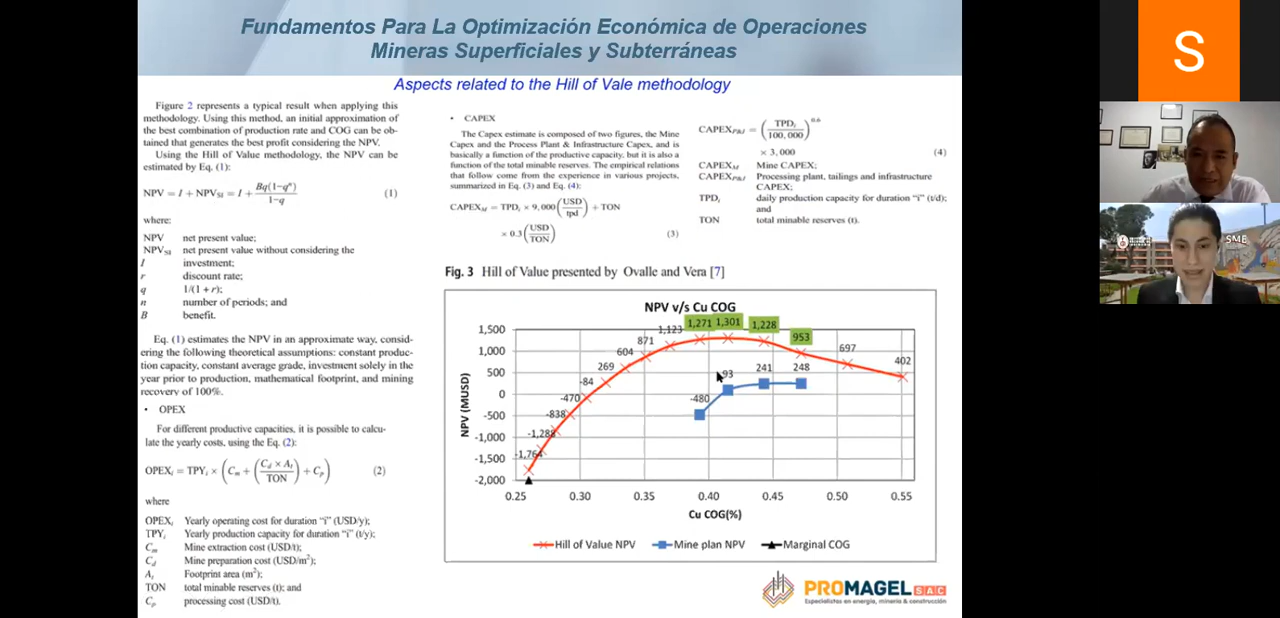 Fundamentos Para La Optimización Económica de Operaciones
Mineras Superficiales y Subterráneas
Aspects related to the Hill of Vale methodology
Figure 2 represents a typical result when applying this
methodology. Using this method, an initial approximation of
the best combination of production rate and COG can be ob-
tained that generates the best profit considering the NPV.
Using the Hill of Value methodology, the NPV can be
estimated by Eq. (1):
NPV = I + NPV_SI = I + Bq(1-qⁿ) / 1-q (1)
where:
NPV net present value;
NPV_SI net present value without considering the
I investment;
r discount rate;
q 1/(1 + r);
n number of periods; and
B benefit.
Eq. (1) estimates the NPV in an approximate way, consid-
ering the following theoretical assumptions: constant produc-
tion capacity, constant average grade, investment solely in the
year prior to production, mathematical footprint, and mining
recovery of 100%.
• OPEX
For different productive capacities, it is possible to calcu-
late the yearly costs, using the Eq. (2):
OPEX_i = TPY_i × (C_m + (C_d × A_i / TON) + C_p) (2)
where
OPEX_i Yearly operating cost for duration "i" (USD/y);
TPY_i Yearly production capacity for duration "i" (t/y);
C_m Mine extraction cost (USD/t);
C_d Mine preparation cost (USD/m²);
A_i Footprint area (m²);
TON total minable reserves (t); and
C_p processing cost (USD/t).
• CAPEX
The Capex estimate is composed of two figures, the Mine
Capex and the Process Plant & Infrastructure Capex, and is
basically a function of the productive capacity, but it is also a
function of the total minable reserves. The empirical relations
that follow come from the experience in various projects,
summarized in Eq. (3) and Eq. (4):
CAPEX_M = TPD_i × 9,000 (USD / tpd) + TON
× 0.3 (USD / TON) (3)
CAPEX_P&I = (TPD_i / 100,000)^0.6
× 3,000 (4)
CAPEX_M Mine CAPEX;
CAPEX_P&I Processing plant, tailings and infrastructure
CAPEX;
TPD_i daily production capacity for duration "i" (t/d);
and
TON total minable reserves (t).
Fig. 3 Hill of Value presented by Ovalle and Vera [7]
NPV v/s Cu COG
NPV (MUSD)
1,500
1,000
500
0
-500
-1,000
-1,500
-2,000
-1,764
-1,288
-838
-470
-84
269
604
871
1,123
1,271
1,301
1,228
953
697
402
-480
93
241
248
0.25 0.30 0.35 0.40 0.45 0.50 0.55
Cu COG(%)
Hill of Value NPV Mine plan NPV Marginal COG
PROMAGEL SAC
Especialistas en energía, minería & construcción
S
SME